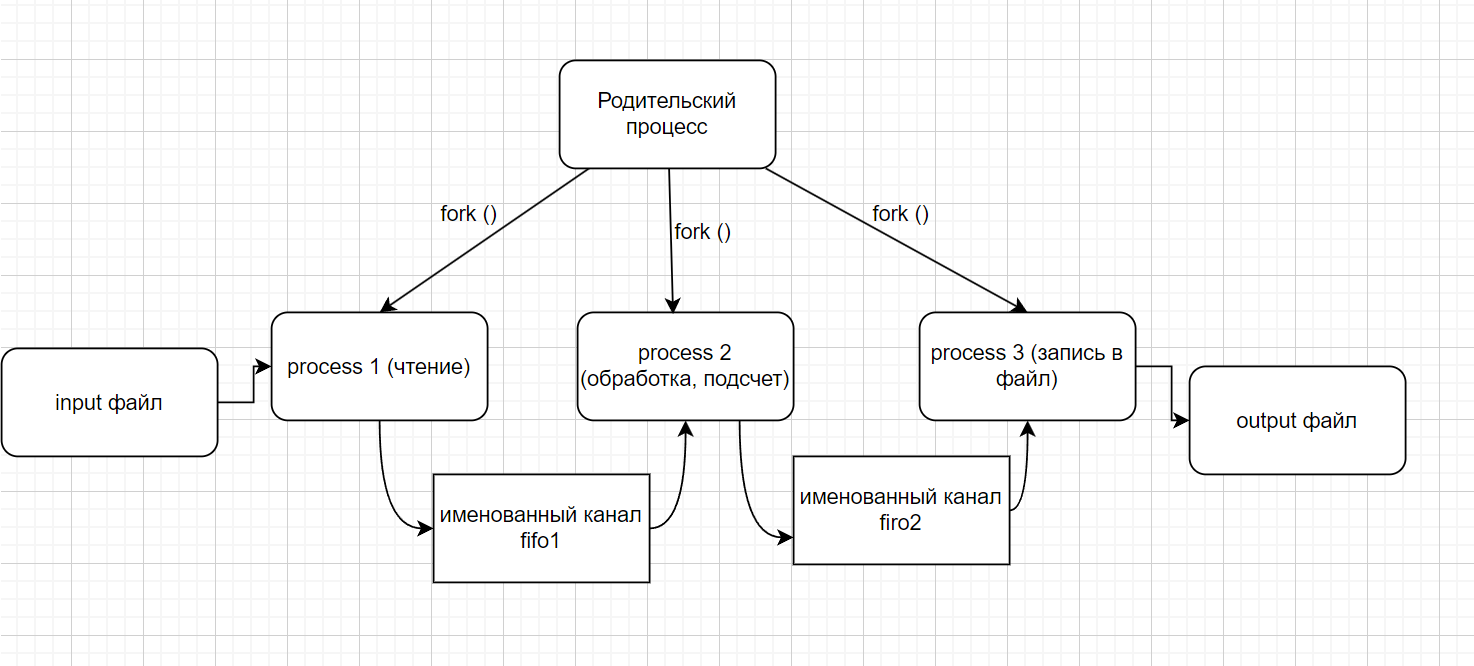 Родительский
процесс
fork ()
fork ()
fork ()
input файл
process 1 (чтение)
process 2
(обработка, подсчет)
process 3 (запись в
файл)
output файл
именованный канал
fifo1
именованный канал
firo2